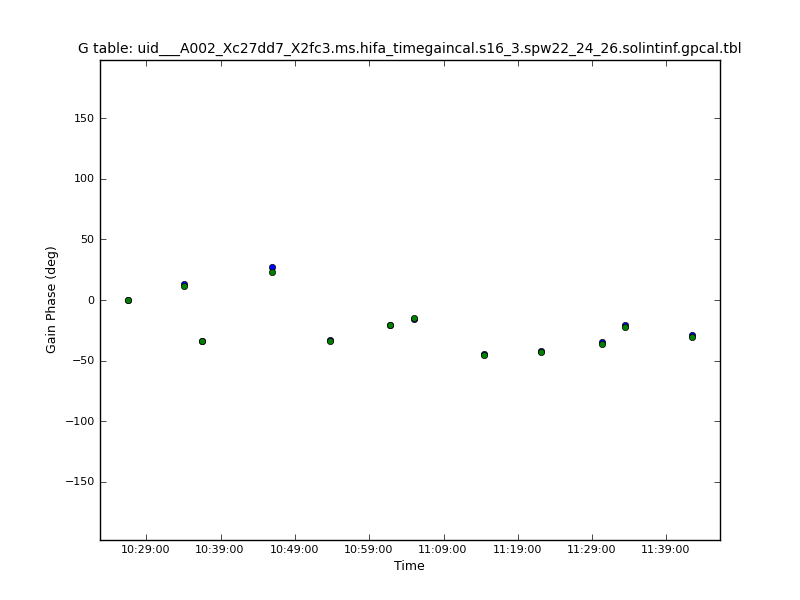 G table: uid___A002_Xc27dd7_X2fc3.ms.hifa_timegaincal.s16_3.spw22_24_26.solintinf.gpcal.tbl
150
100
50
0
−50
−100
−150
Gain Phase (deg)
10:29:00 10:39:00 10:49:00 10:59:00 11:09:00 11:19:00 11:29:00 11:39:00
Time